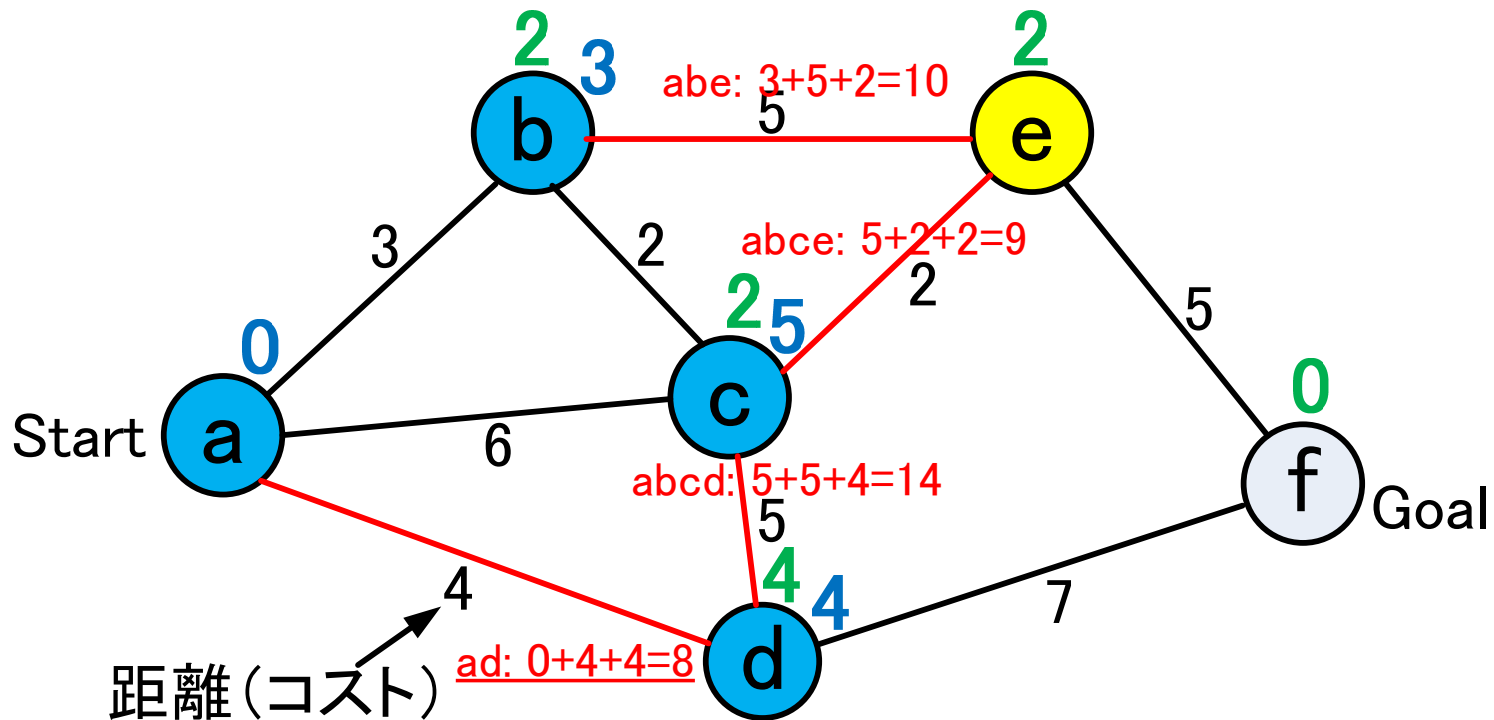 2
3
2
abe: 3+5+2=10
5
b
e
3
2
abce: 5+2+2=9
2
2
5
5
0
0
Start
a
6
c
f
Goal
abcd: 5+5+4=14
5
4
4
4
7
距離(コスト)
ad: 0+4+4=8
d